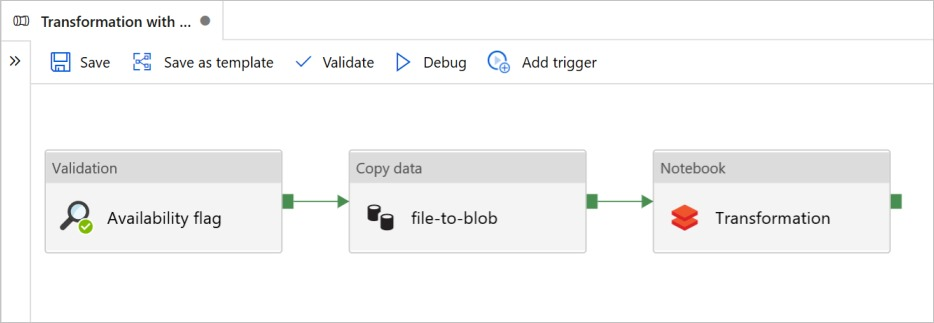 Transformation with ...
Save Save as template Validate Debug Add trigger
Validation Copy data Notebook
Availability flag file-to-blob Transformation